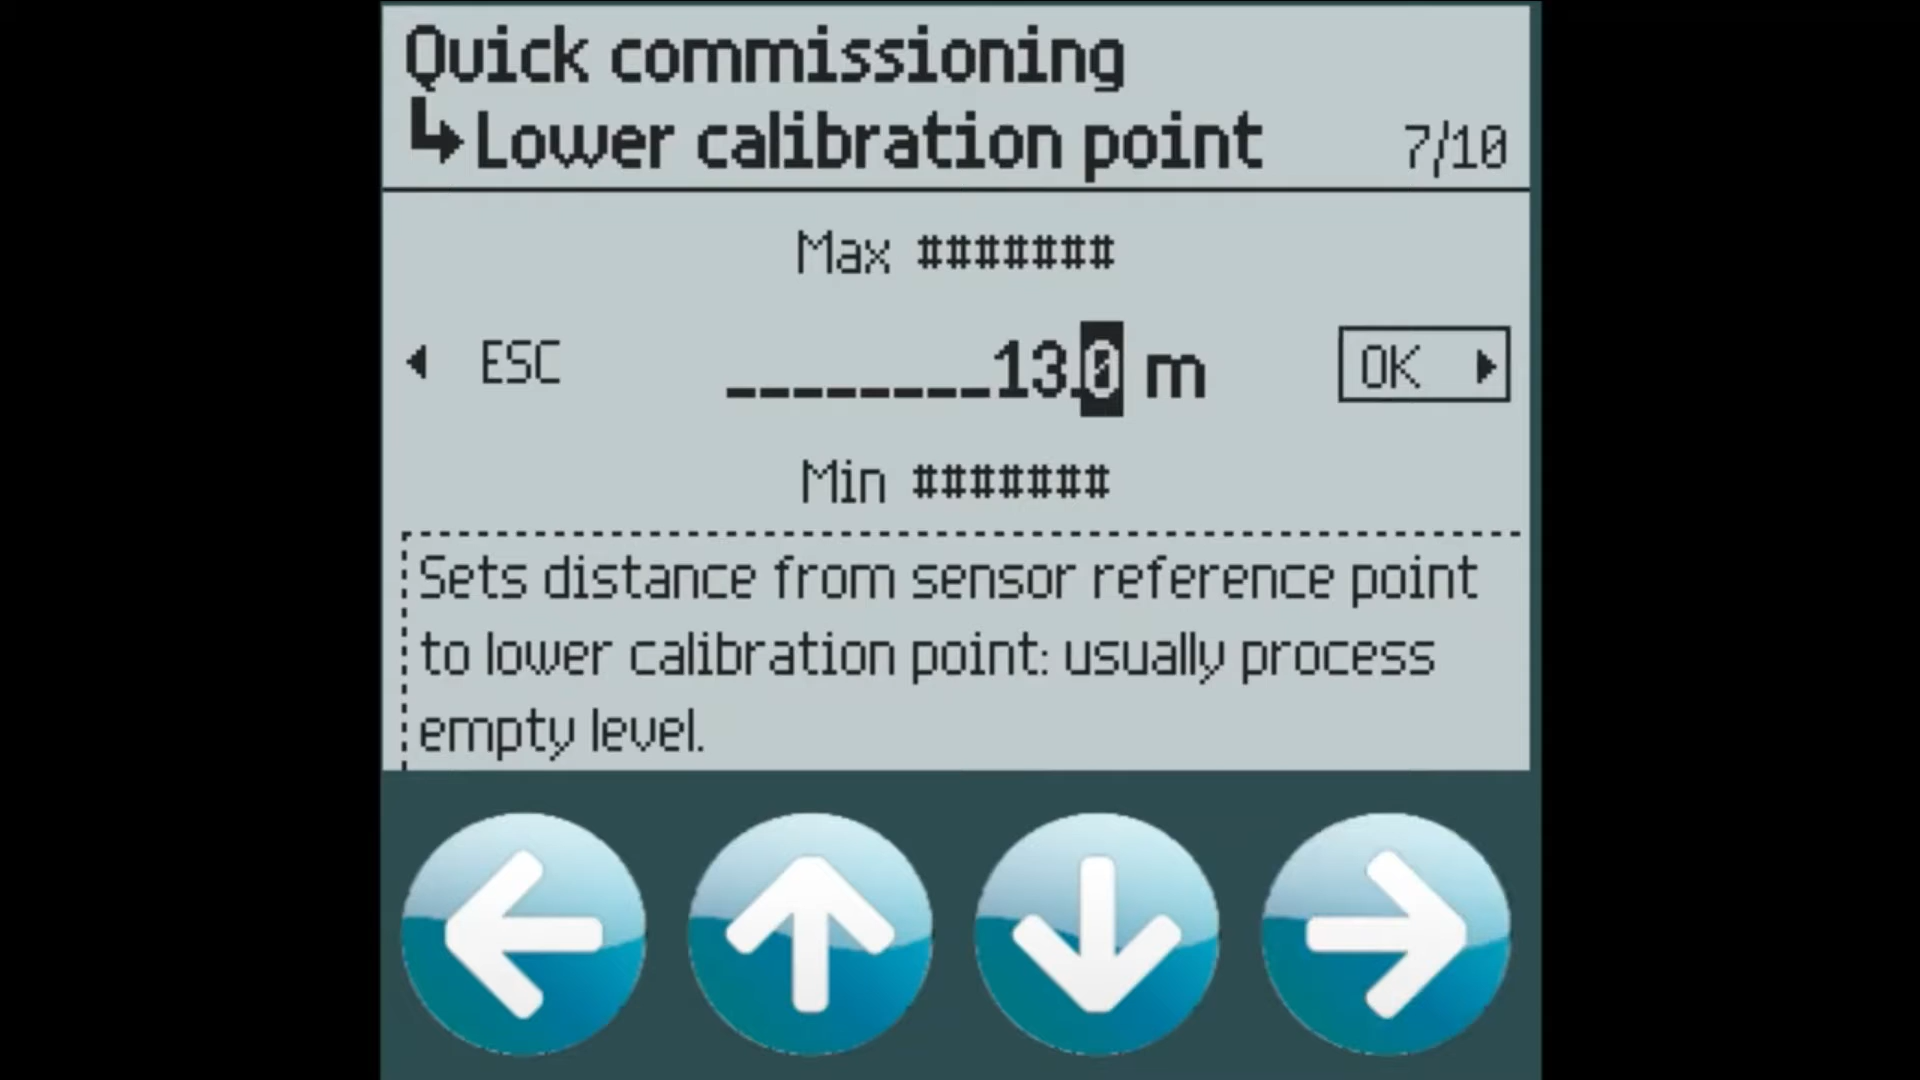 Quick commissioning
Lower calibration point 7/10
Max #######
ESC ________13.0 m OK
Min #######
Sets distance from sensor reference point
to lower calibration point: usually process
empty level.